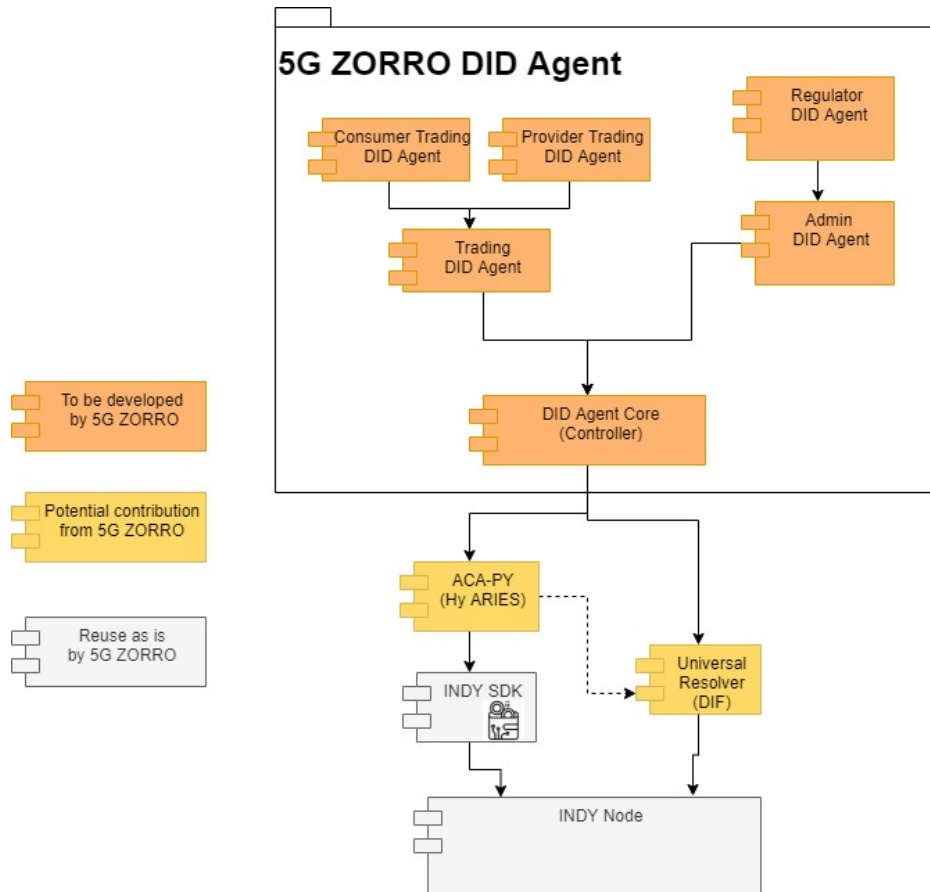 5G ZORRO DID Agent
Regulator
DID Agent
Consumer Trading
DID Agent
Provider Trading
DID Agent
Admin
DID Agent
Trading
DID Agent
To be developed
by 5G ZORRO
DID Agent Core
(Controller)
Potential contribution
from 5G ZORRO
ACA-PY
(Hy ARIES)
Reuse as is
by 5G ZORRO
Universal
Resolver
(DIF)
INDY SDK
INDY Node